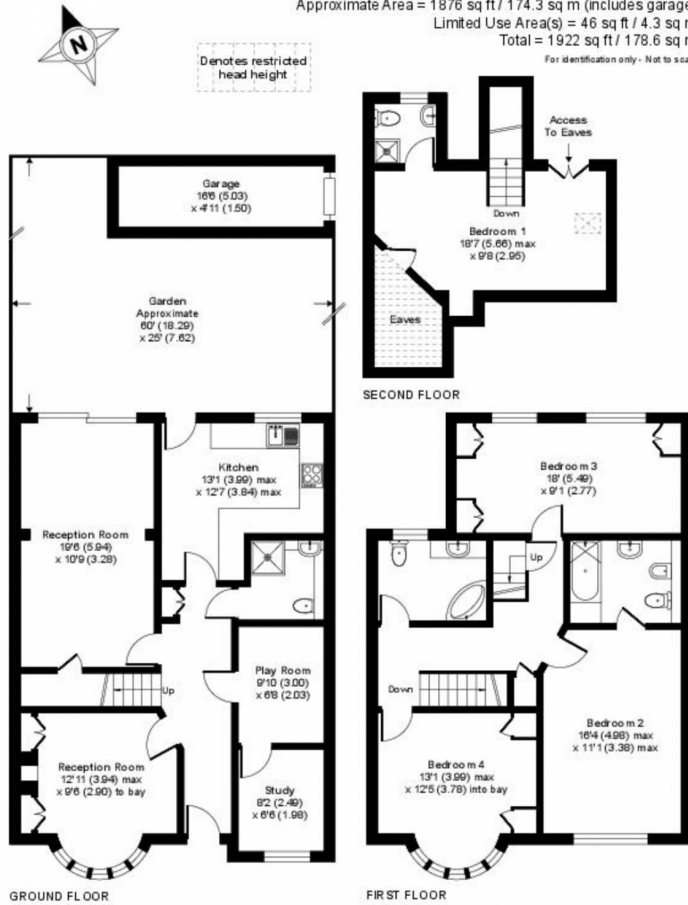 Approximate Area = 1876 sq ft / 174.3 sq m (includes garage
Limited Use Area(s) = 46 sq ft / 4.3 sq m
Total = 1922 sq ft / 178.6 sq m
For identification only - Not to sca
N
Denotes restricted
head height
Access
To Eaves
Down
Bedroom 1
18'7 (5.66) max
x 9'8 (2.95)
Eaves
SECOND FLOOR
Garage
16'6 (5.03)
x 4'11 (1.50)
Garden
Approximate
60' (18.29)
x 25' (7.62)
Kitchen
13'1 (3.99) max
x 12'7 (3.84) max
Reception Room
19'6 (5.94)
x 10'9 (3.28)
Up
Play Room
9'10 (3.00)
x 6'8 (2.03)
Reception Room
12'11 (3.94) max
x 9'6 (2.90) to bay
Study
8'2 (2.49)
x 6'6 (1.98)
GROUND FLOOR
Bedroom 3
18' (5.49)
x 9'1 (2.77)
Up
Down
Bedroom 2
16'4 (4.98) max
x 11'1 (3.38) max
Bedroom 4
13'1 (3.99) max
x 12'5 (3.78) into bay
FIRST FLOOR